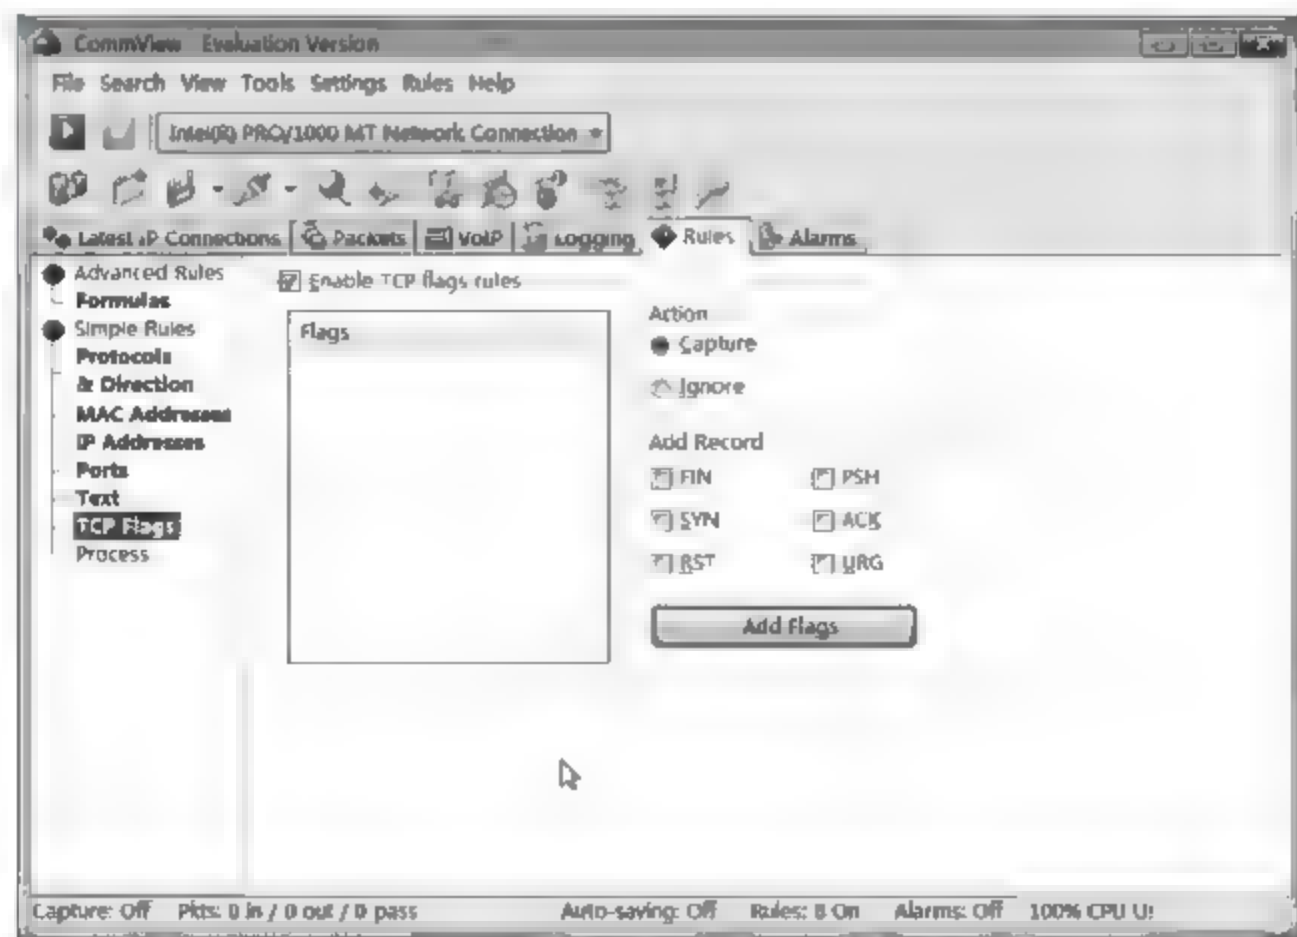 CommView Evaluation Version
File Search View Tools Settings Rules Help
Intel(R) PRO/1000 MT Network Connection
Latest IP Connections Packets VoIP Logging Rules Alarms
Advanced Rules
Formulas
Simple Rules
Protocols
& Direction
MAC Addresses
IP Addresses
Ports
Text
TCP Flags
Process
Enable TCP flags rules
Flags
Action
Capture
Ignore
Add Record
FIN PSH
SYN ACK
RST URG
Add Flags
Capture: Off Pkts: 0 in / 0 out / 0 pass Auto-saving: Off Rules: 8 On Alarms: Off 100% CPU U